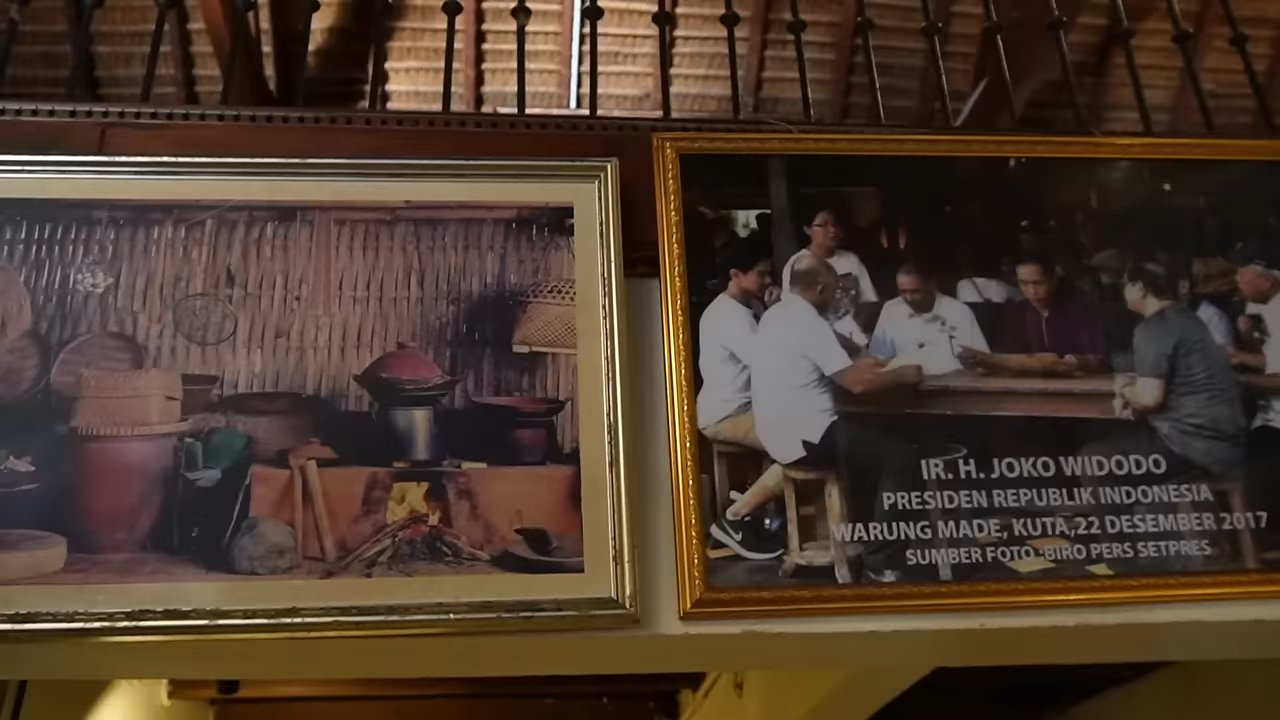 IR. H. JOKO WIDODO
PRESIDEN REPUBLIK INDONESIA
WARUNG MADE, KUTA,22 DESEMBER 2017
SUMBER FOTO :BIRO PERS SETPRES